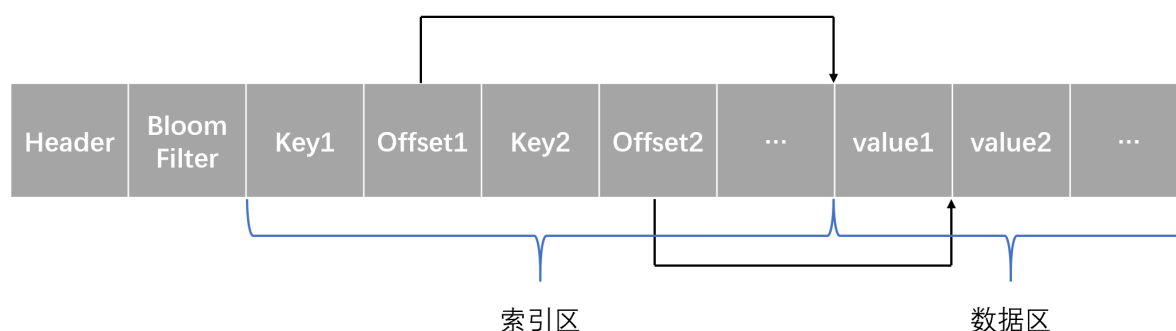 Header
Bloom
Filter
Key1
Offset1
Key2
Offset2
...
value1
value2
...
索引区
数据区